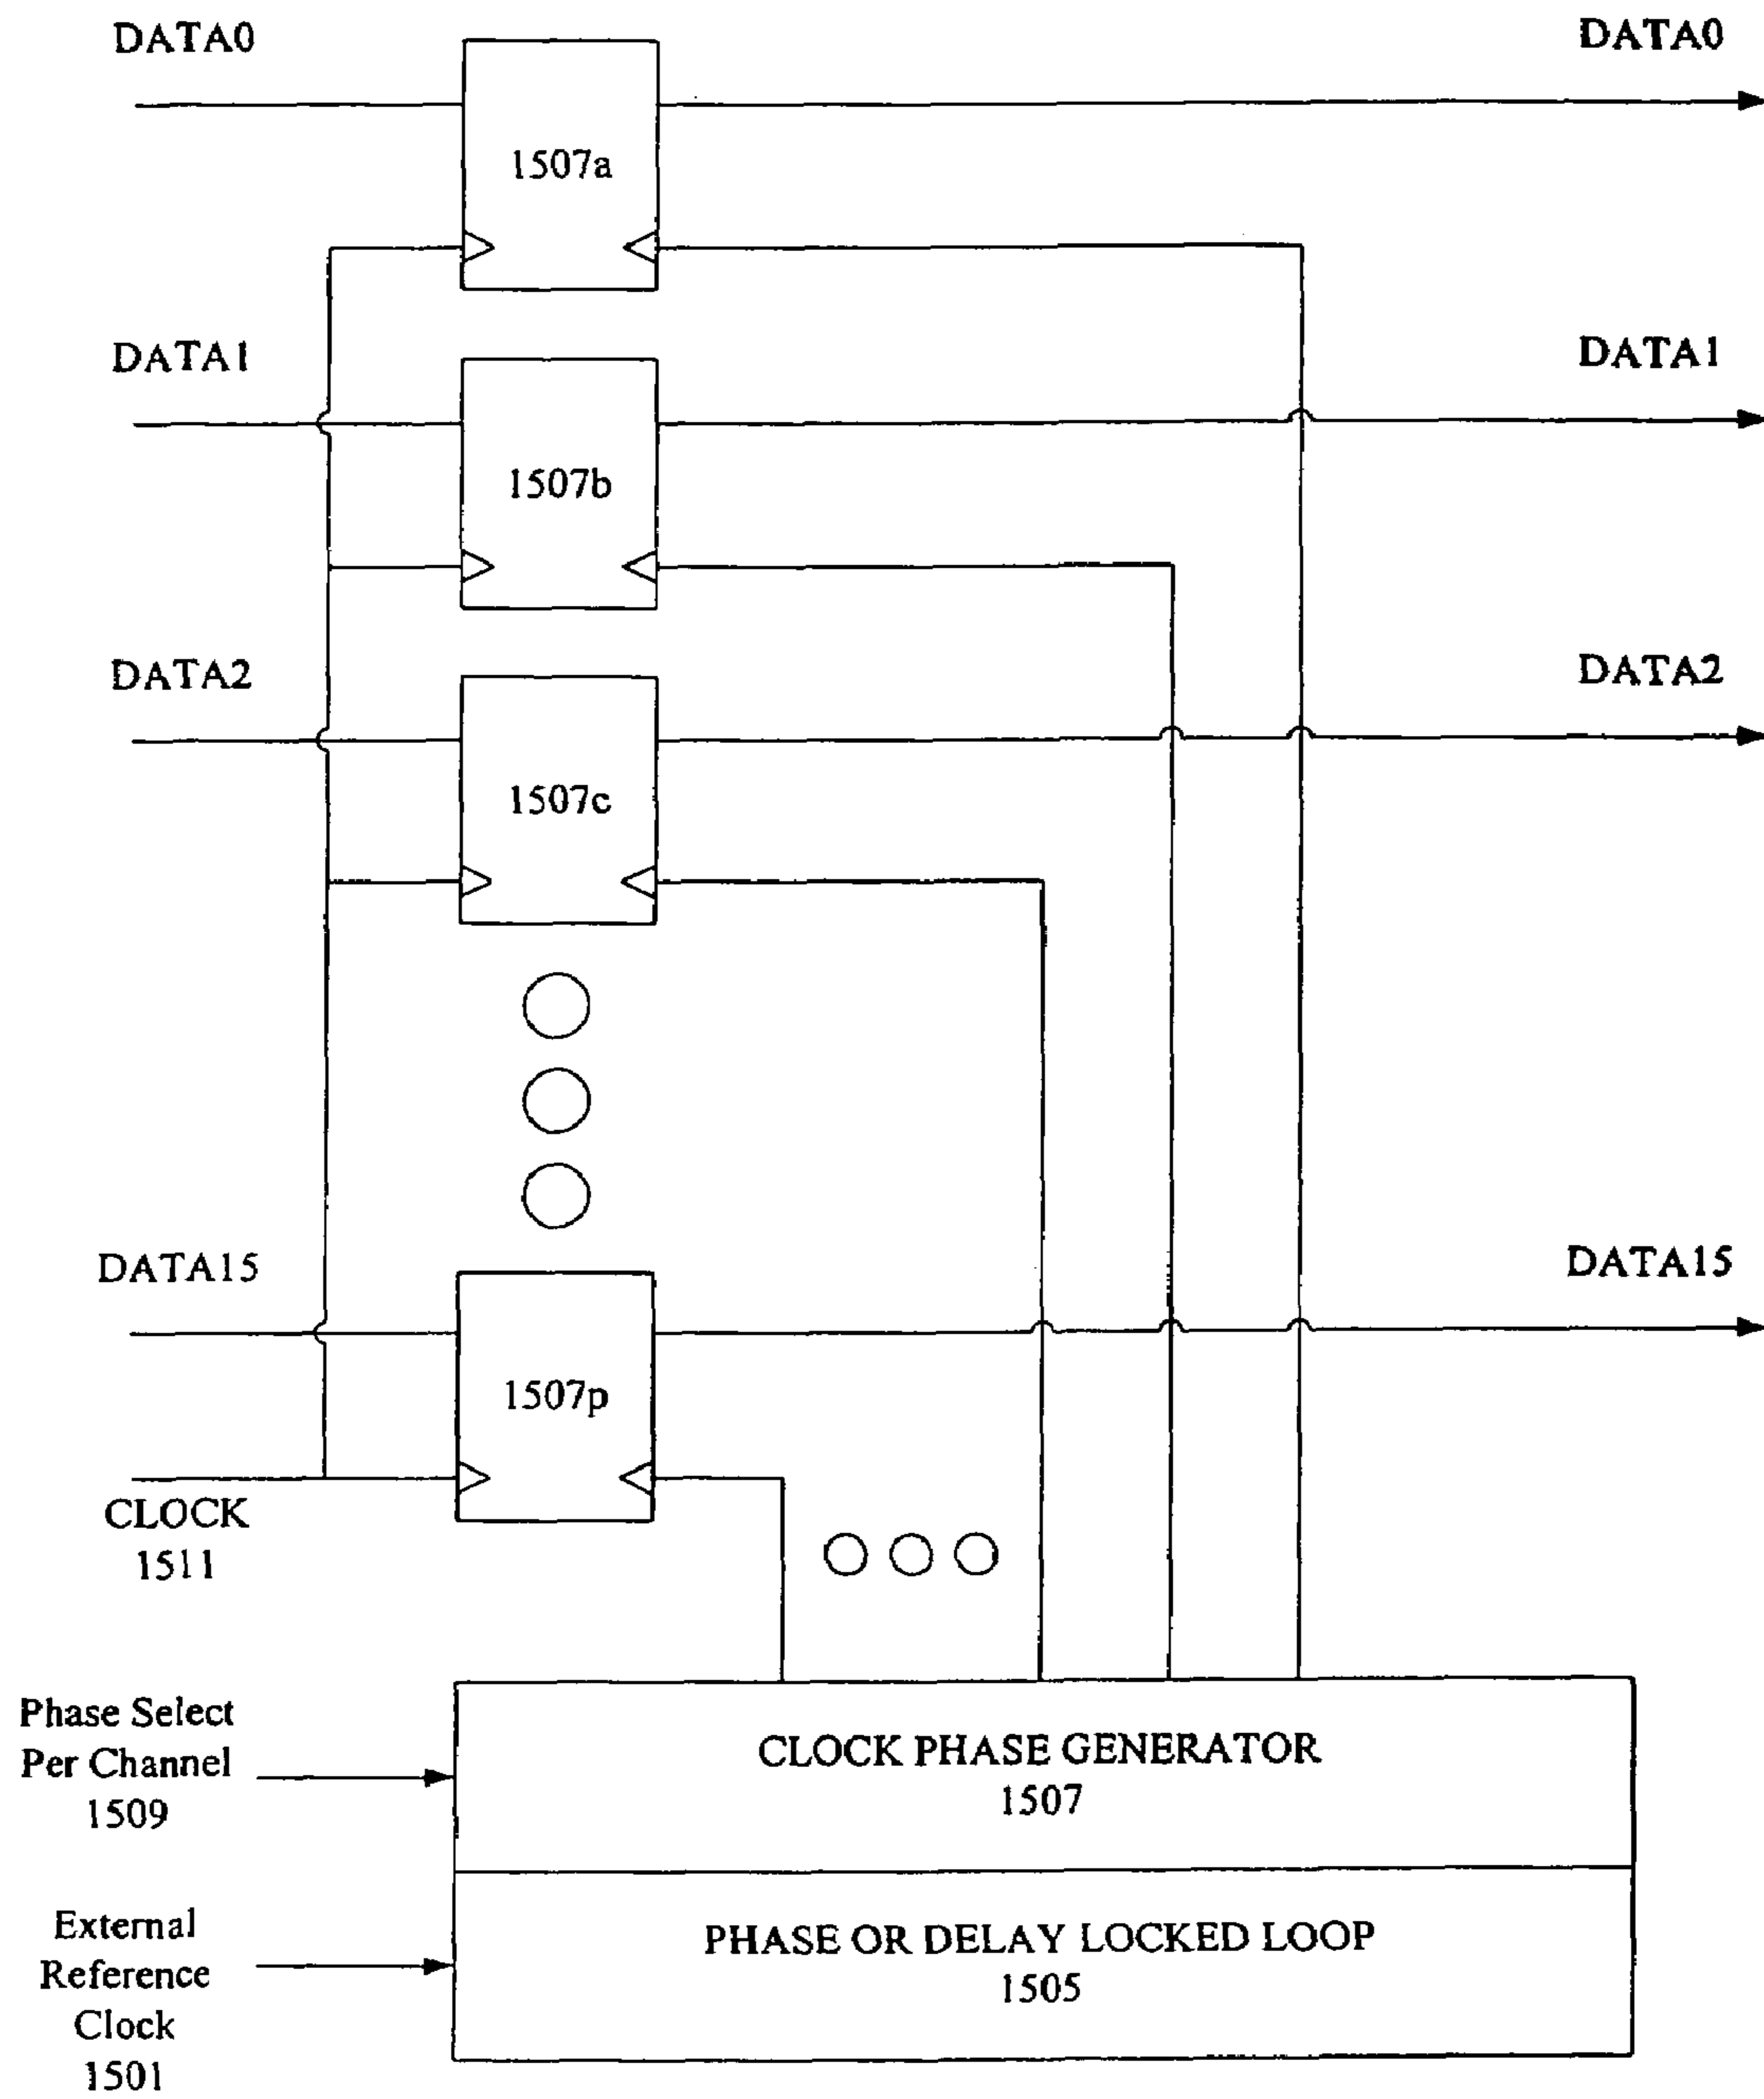 DATA0
DATA0
1507a
DATA1
DATA1
1507b
DATA2
DATA2
1507c
DATA15
DATA15
1507p
CLOCK
1511
Phase Select
Per Channel
1509
CLOCK PHASE GENERATOR
1507
External
Reference
Clock
1501
PHASE OR DELAY LOCKED LOOP
1505